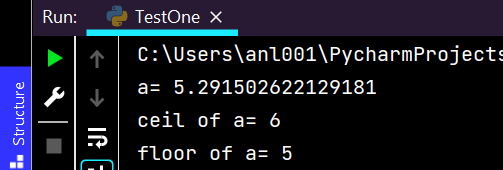 Run: TestOne
C:\Users\anl001\PycharmProjects
a= 5.291502622129181
ceil of a= 6
floor of a= 5
Structure